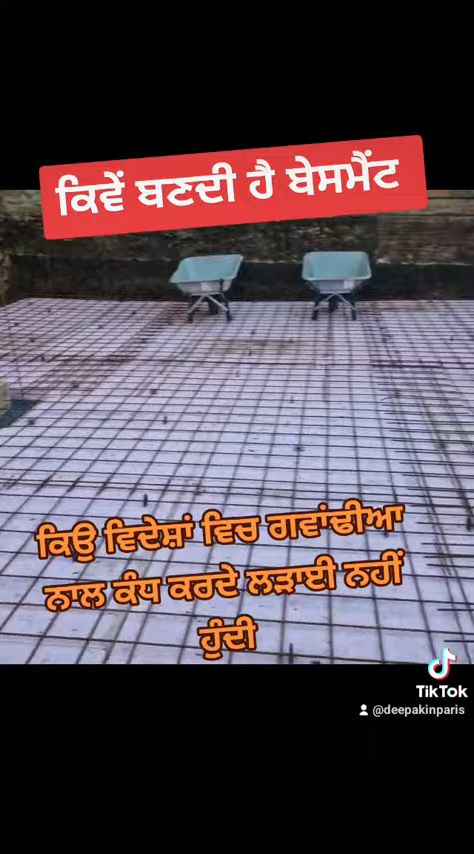 ਕਿਵੇਂ ਬਣਦੀ ਹੈ ਬੇਸਮੈਂਟ
ਕਿਉ ਵਿਦੇਸ਼ਾਂ ਵਿਚ ਗਵਾਂਢੀਆ
ਨਾਲ ਕੰਧ ਕਰਦੇ ਲੜਾਈ ਨਹੀਂ
ਹੁੰਦੀ
TikTok
@deepakinparis